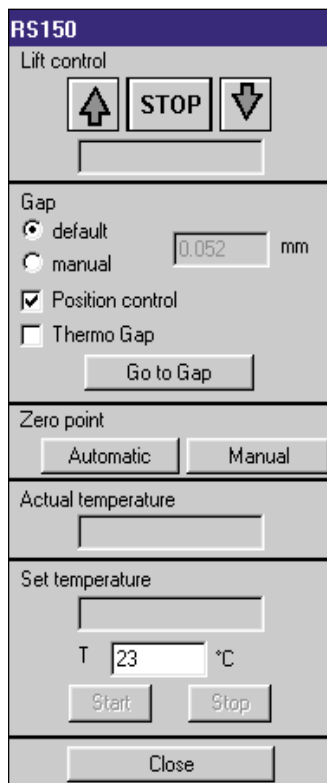 RS150
Lift control
STOP
Gap
default
0.052 mm
manual
Position control
Thermo Gap
Go to Gap
Zero point
Automatic Manual
Actual temperature
Set temperature
T 23 °C
Start Stop
Close